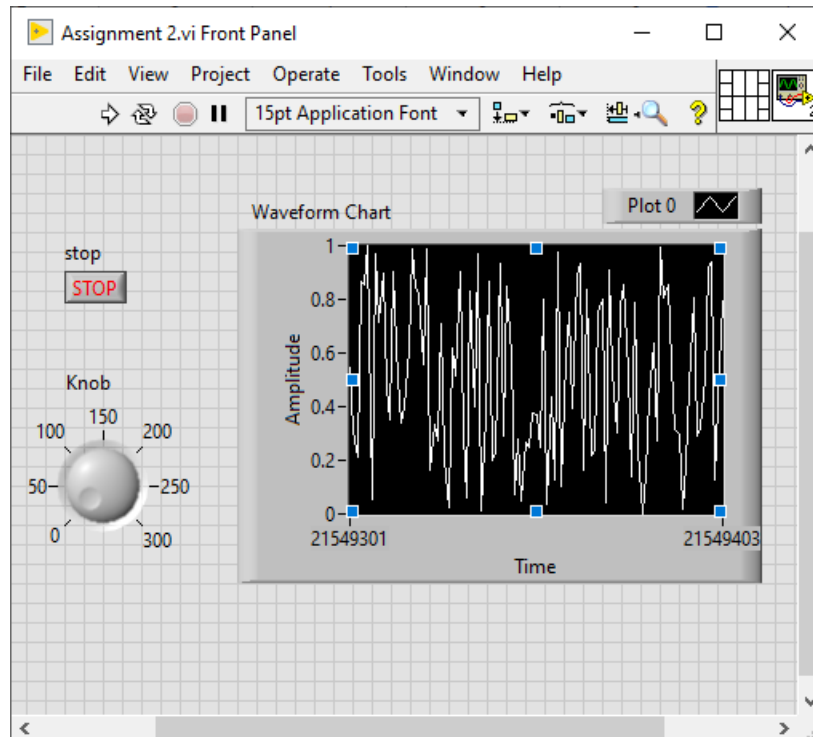 Assignment 2.vi Front Panel
File Edit View Project Operate Tools Window Help
15pt Application Font
Waveform Chart
Plot 0
stop
STOP
Knob
0
50
100
150
200
250
300
Amplitude
1
0.8
0.6
0.4
0.2
0
21549301
21549403
Time